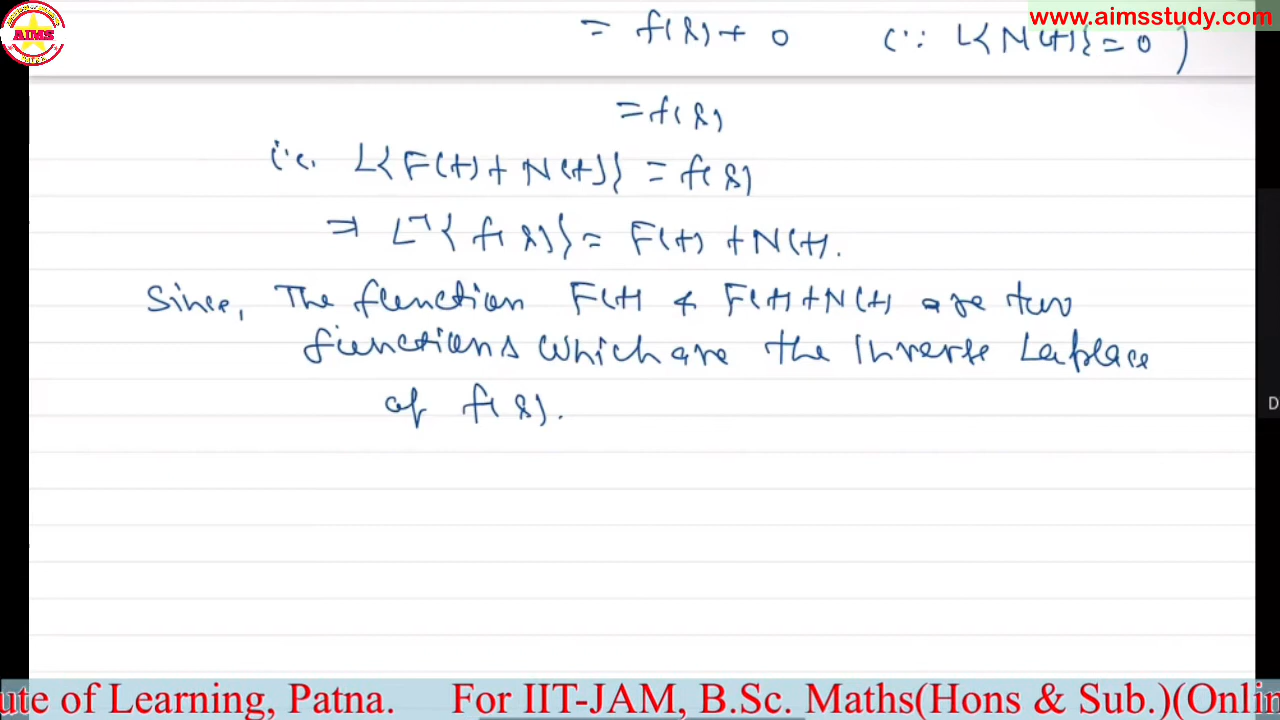 www.aimsstudy.com
AIMS
= f(s) + 0 (∵ L{N(t)} = 0)
= f(s)
i.e. L{F(t) + N(t)} = f(s)
⇒ L⁻¹{f(s)} = F(t) + N(t).
Since, The function F(t) & F(t) + N(t) are two
functions which are the Inverse Laplace
of f(s).
D
ute of Learning, Patna. For IIT-JAM, B.Sc. Maths(Hons & Sub.)(Onlin